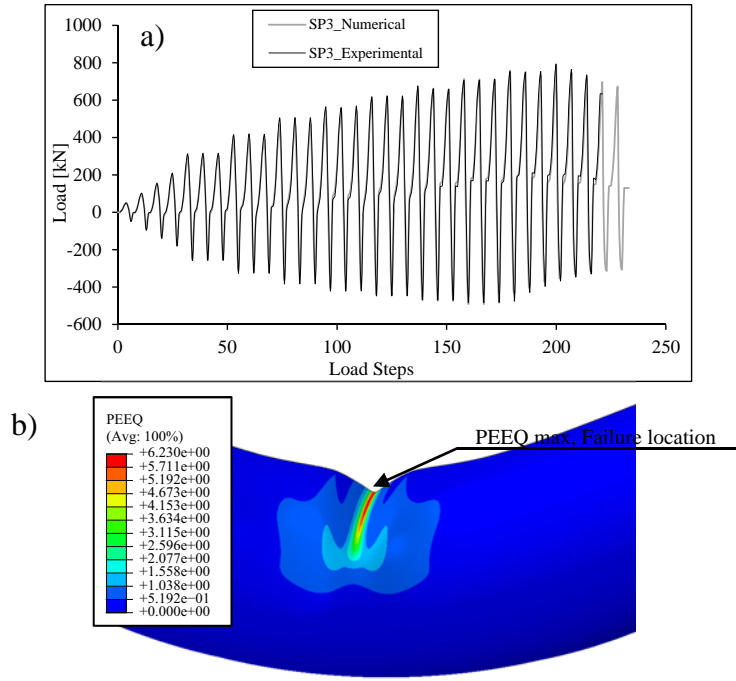 a)
SP3_Numerical
SP3_Experimental
1000
800
600
400
200
0
-200
-400
-600
Load [kN]
0 50 100 150 200 250
Load Steps
b)
PEEQ
(Avg: 100%)
+6.230e+00
+5.711e+00
+5.192e+00
+4.673e+00
+4.153e+00
+3.634e+00
+3.115e+00
+2.596e+00
+2.077e+00
+1.558e+00
+1.038e+00
+5.192e−01
+0.000e+00
PEEQ max, Failure location